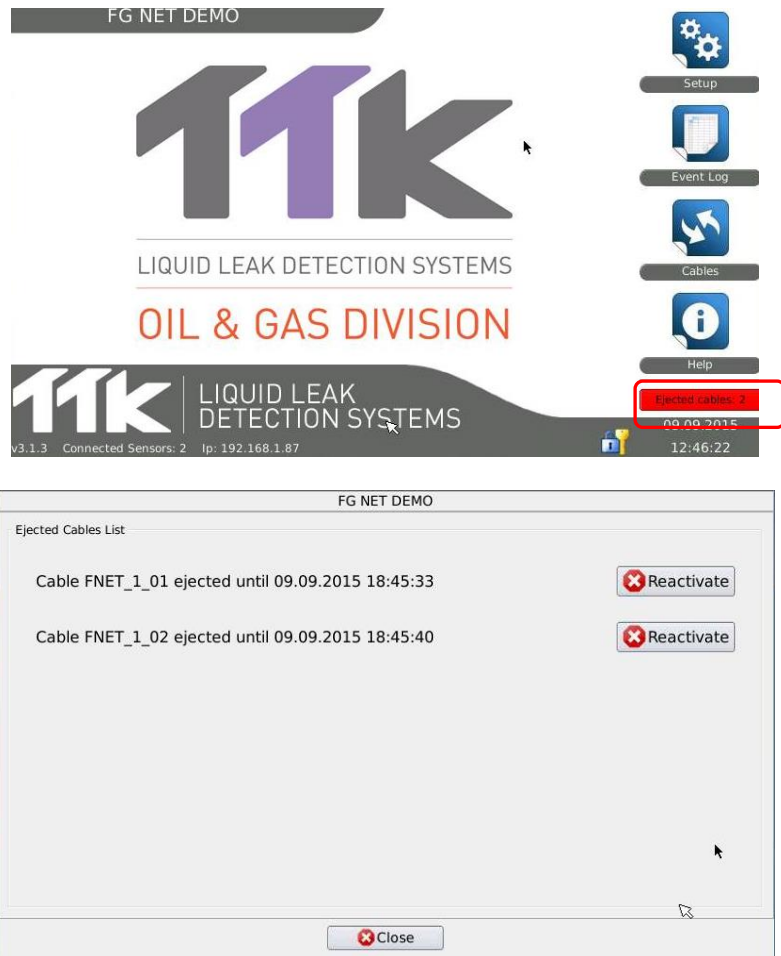 FG NET DEMO
TTK
LIQUID LEAK DETECTION SYSTEMS
OIL & GAS DIVISION
Setup
Event Log
Cables
Help
Ejected cables: 2
TTK
LIQUID LEAK
DETECTION SYSTEMS
v3.1.3 Connected Sensors: 2 Ip: 192.168.1.87
09.09.2015
12:46:22
FG NET DEMO
Ejected Cables List
Cable FNET_1_01 ejected until 09.09.2015 18:45:33 Reactivate
Cable FNET_1_02 ejected until 09.09.2015 18:45:40 Reactivate
Close